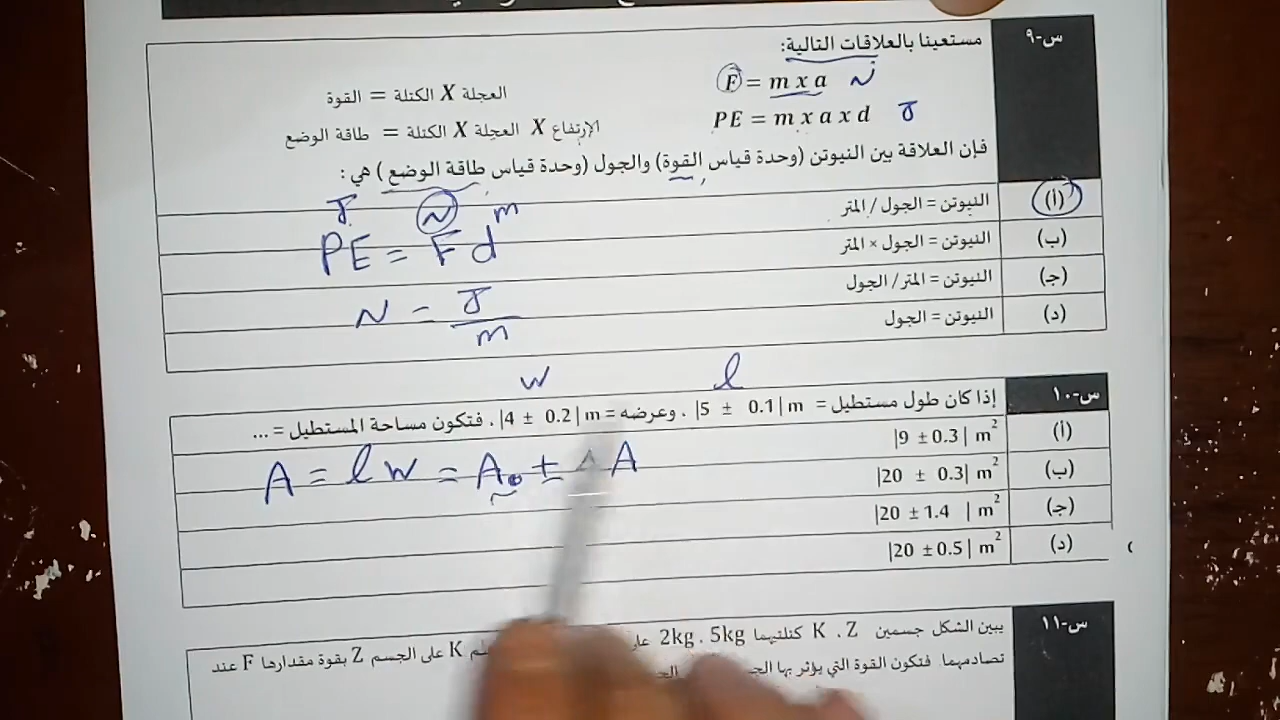 س-٩
مستعينا بالعلاقات التالية:
F = m x a N
العجلة X الكتلة = القوة
PE = m x a x d J
الإرتفاع X العجلة X الكتلة = طاقة الوضع
فإن العلاقة بين النيوتن (وحدة قياس القوة) والجول (وحدة قياس طاقة الوضع) هي :
(أ) النيوتن = الجول / المتر
(ب) النيوتن = الجول × المتر
(ج) النيوتن = المتر / الجول
(د) النيوتن = الجول
J N m
PE = F d
N = J / m
w l
س-١٠
إذا كان طول مستطيل = |5 ± 0.1| m ، وعرضه = |4 ± 0.2| m ، فتكون مساحة المستطيل = ...
(أ) |9 ± 0.3| m²
(ب) |20 ± 0.3| m²
(ج) |20 ± 1.4 | m²
(د) |20 ± 0.5 | m²
A = l w = A₀ ± Δ A
س-١١
يبين الشكل جسمين K ، Z كتلتيهما 2kg ، 5kg K على الجسم Z بقوة مقدارها F عند
تصادمهما فتكون القوة التي يؤثر بها